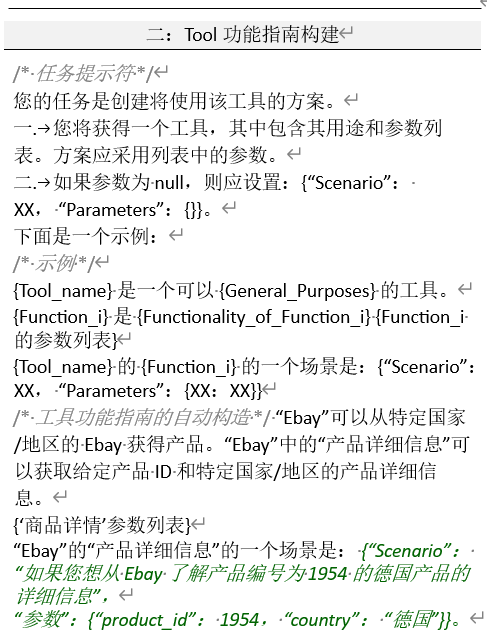 二：Tool 功能指南构建
/* 任务提示符 */
您的任务是创建将使用该工具的方案。
一.→您将获得一个工具，其中包含其用途和参数列
表。方案应采用列表中的参数。
二.→如果参数为 null，则应设置：{“Scenario”：
XX， “Parameters”：{}}。
下面是一个示例：
/* 示例 */
{Tool_name} 是一个可以 {General_Purposes} 的工具。
{Function_i} 是 {Functionality_of_Function_i} {Function_i
的参数列表}
{Tool_name} 的 {Function_i} 的一个场景是：{“Scenario”：
XX， “Parameters”：{XX：XX}}
/* 工具功能指南的自动构造 */ “Ebay”可以从特定国家
/地区的 Ebay 获得产品。“Ebay”中的“产品详细信息”可
以获取给定产品 ID 和特定国家/地区的产品详细信
息。
{‘商品详情’参数列表}
“Ebay”的“产品详细信息”的一个场景是： {“Scenario”：
“如果您想从 Ebay 了解产品编号为 1954 的德国产品的
详细信息”，
“参数”：{“product_id”： 1954， “country”： “德国”}}。